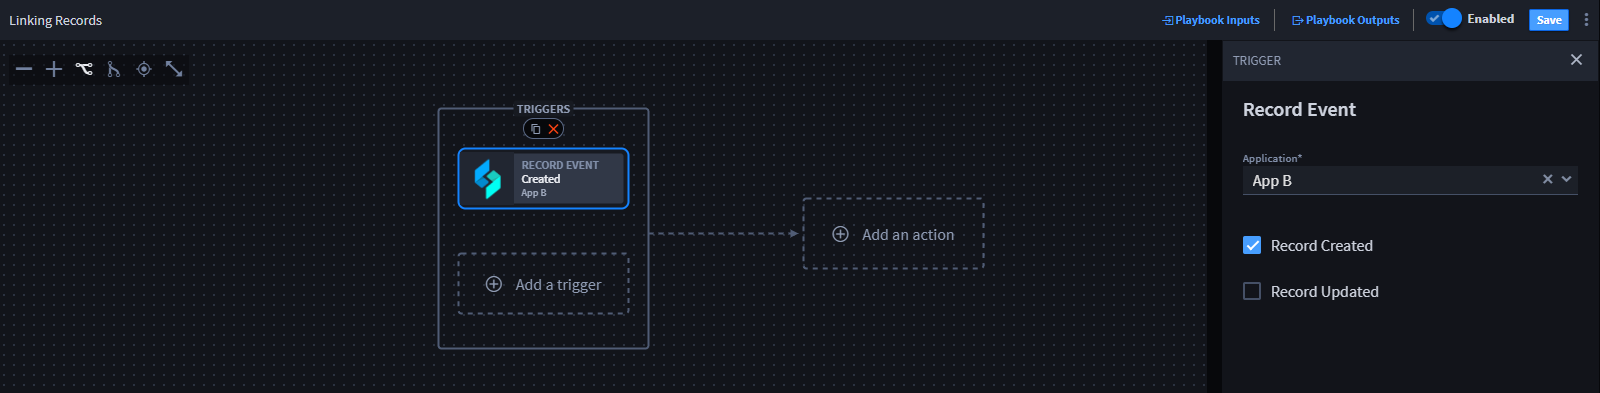 Linking Records
Playbook Inputs
Playbook Outputs
Enabled
Save
TRIGGERS
RECORD EVENT
Created
App B
Add a trigger
Add an action
TRIGGER
Record Event
Application*
App B
Record Created
Record Updated